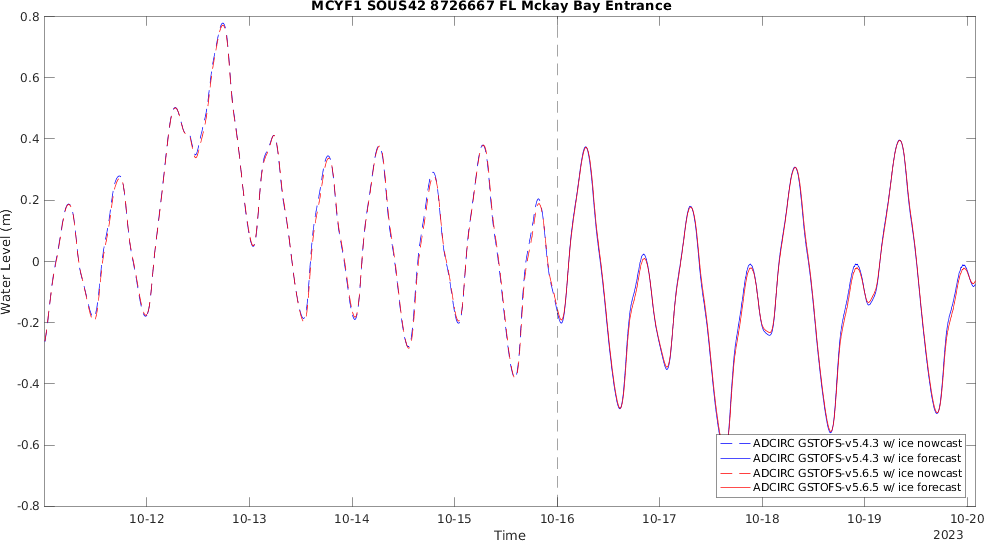 MCYF1 SOUS42 8726667 FL Mckay Bay Entrance
0.8
0.6
0.4
0.2
0
-0.2
-0.4
-0.6
-0.8
Water Level (m)
ADCIRC GSTOFS-v5.4.3 w/ ice nowcast
ADCIRC GSTOFS-v5.4.3 w/ ice forecast
ADCIRC GSTOFS-v5.6.5 w/ ice nowcast
ADCIRC GSTOFS-v5.6.5 w/ ice forecast
10-12 10-13 10-14 10-15 10-16 10-17 10-18 10-19 10-20
Time
2023